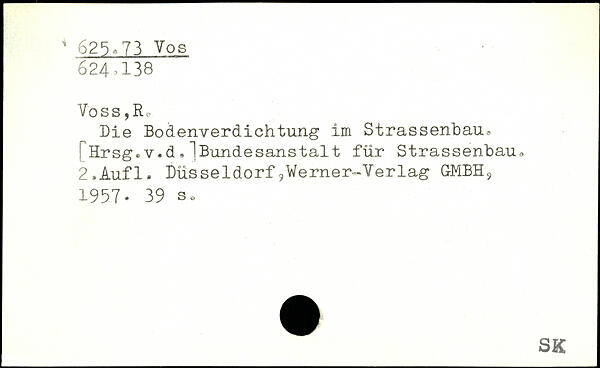 625.73 Vos
624.138
Voss,R.
Die Bodenverdichtung im Strassenbau.
[Hrsg.v.d.]Bundesanstalt für Strassenbau.
2.Aufl. Düsseldorf,Werner-Verlag GMBH,
1957. 39 s.
SK